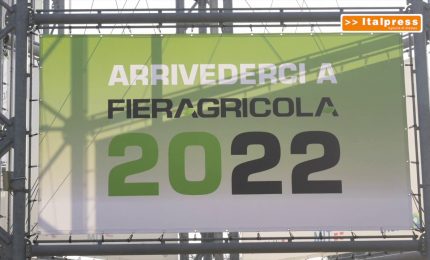 >> Italpress
ARRIVEDERCI A
FIERAGRICOLA
2022